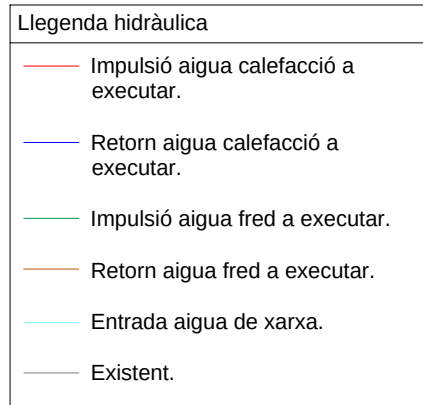 Llegenda hidràulica
Impulsió aigua calefacció a
executar.
Retorn aigua calefacció a
executar.
Impulsió aigua fred a executar.
Retorn aigua fred a executar.
Entrada aigua de xarxa.
Existent.